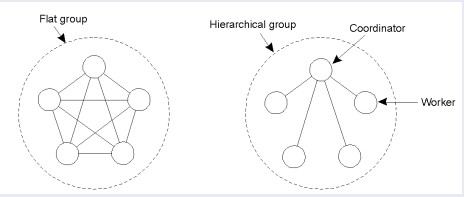 Flat group
Hierarchical group
Coordinator
Worker